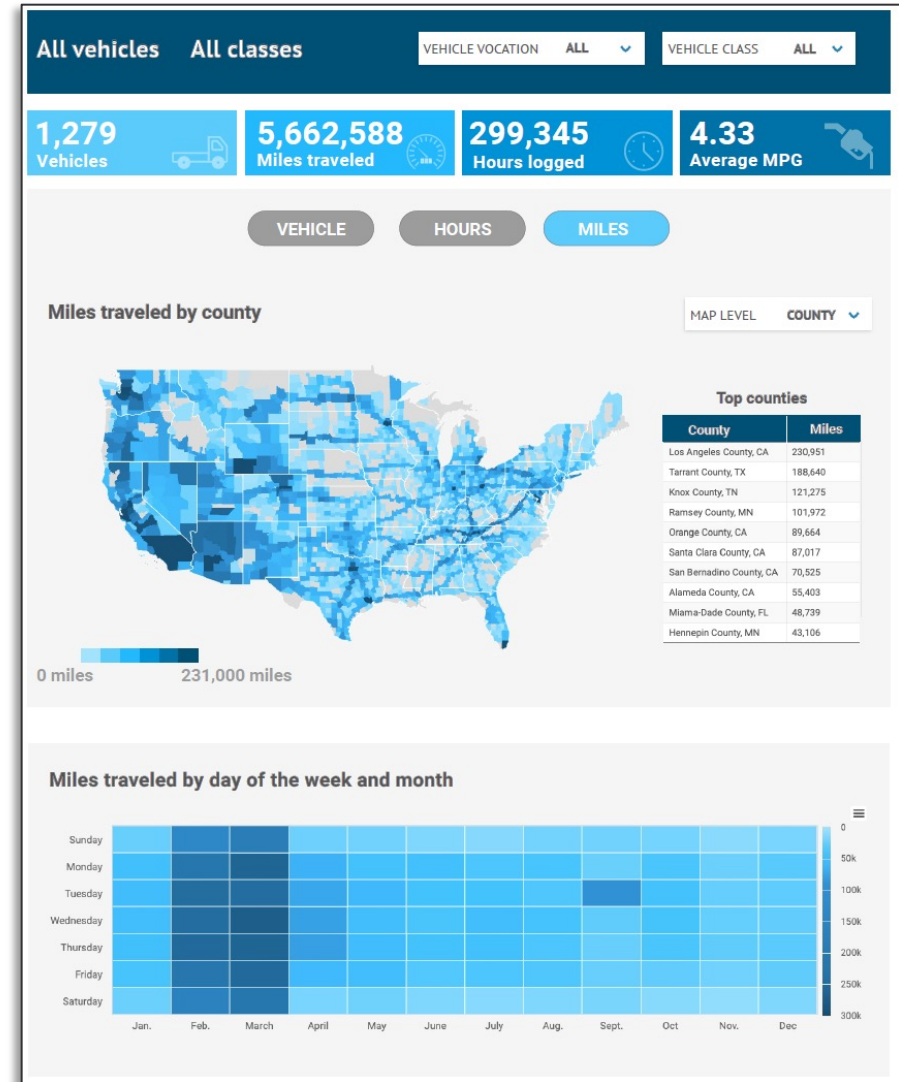 All vehicles All classes VEHICLE VOCATION ALL VEHICLE CLASS ALL
1,279 5,662,588 299,345 4.33
Vehicles Miles traveled Hours logged Average MPG
VEHICLE HOURS MILES
Miles traveled by county
MAP LEVEL COUNTY
Top counties
County Miles
Los Angeles County, CA 230,951
Tarrant County, TX 188,640
Knox County, TN 121,275
Ramsey County, MN 101,972
Orange County, CA 89,664
Santa Clara County, CA 87,017
San Bernadino County, CA 70,525
Alameda County, CA 55,403
Miama-Dade County, FL 48,739
Hennepin County, MN 43,106
0 miles 231,000 miles
Miles traveled by day of the week and month
Sunday
Monday
Tuesday
Wednesday
Thursday
Friday
Saturday
Jan. Feb. March April May June July Aug. Sept. Oct Nov. Dec
0
50k
100k
150k
200k
250k
300k